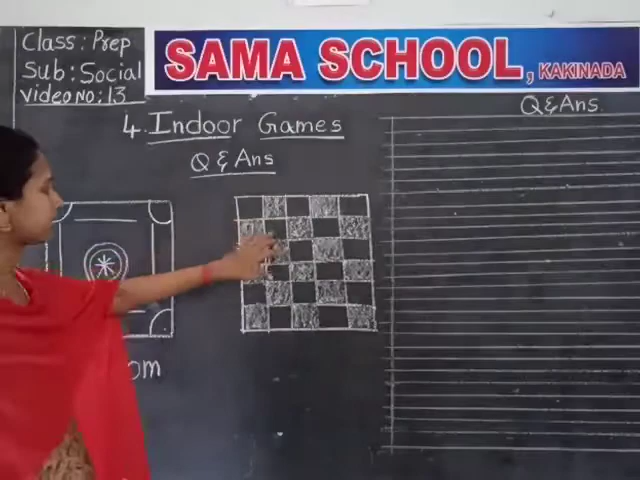 Class: Prep
Sub: Social
Video No: 13
SAMA SCHOOL, KAKINADA
4. Indoor Games
Q & Ans
Q & Ans.
om